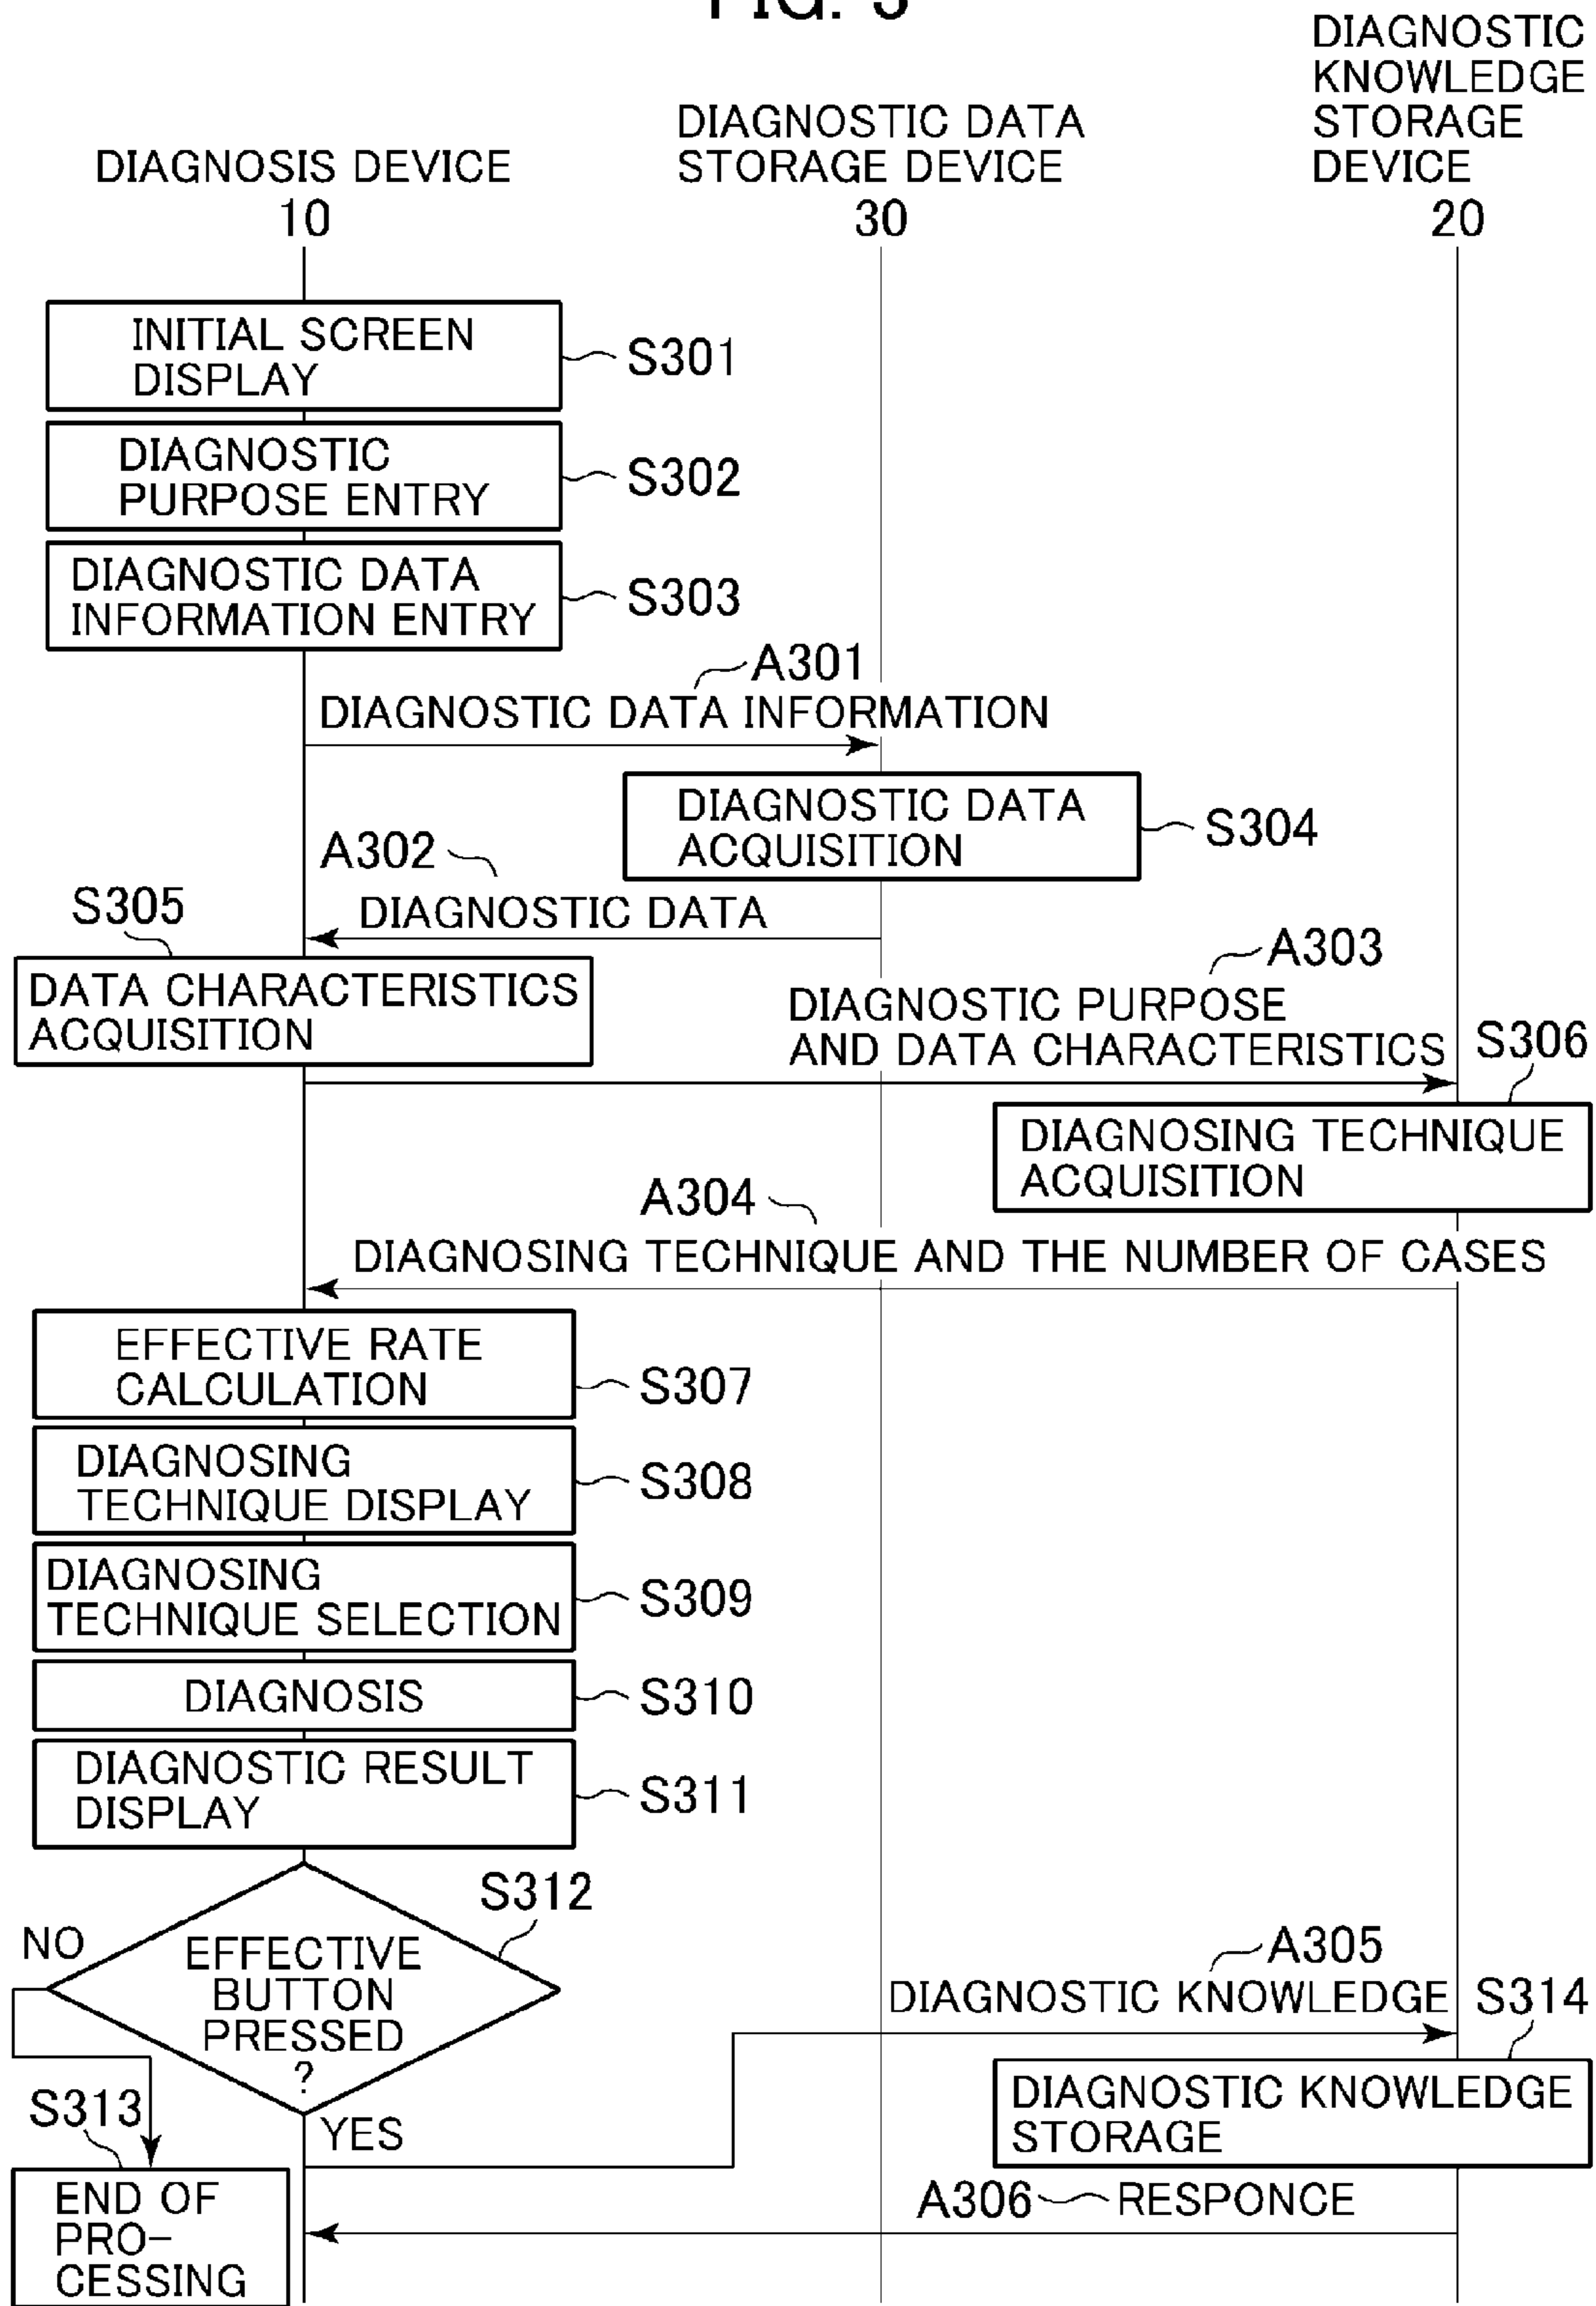 FIG.
DIAGNOSIS DEVICE
10
DIAGNOSTIC DATA
STORAGE DEVICE
30
DIAGNOSTIC
KNOWLEDGE
STORAGE
DEVICE
20
INITIAL SCREEN
DISPLAY
S301
DIAGNOSTIC
PURPOSE ENTRY
S302
DIAGNOSTIC DATA
INFORMATION ENTRY
S303
A301
DIAGNOSTIC DATA INFORMATION
DIAGNOSTIC DATA
ACQUISITION
S304
A302
DIAGNOSTIC DATA
S305
DATA CHARACTERISTICS
ACQUISITION
A303
DIAGNOSTIC PURPOSE
AND DATA CHARACTERISTICS
S306
DIAGNOSING TECHNIQUE
ACQUISITION
A304
DIAGNOSING TECHNIQUE AND THE NUMBER OF CASES
EFFECTIVE RATE
CALCULATION
S307
DIAGNOSING
TECHNIQUE DISPLAY
S308
DIAGNOSING
TECHNIQUE SELECTION
S309
DIAGNOSIS
S310
DIAGNOSTIC RESULT
DISPLAY
S311
S312
NO
EFFECTIVE
BUTTON
PRESSED
?
YES
A305
DIAGNOSTIC KNOWLEDGE
S314
DIAGNOSTIC KNOWLEDGE
STORAGE
S313
END OF
PRO-
CESSING
A306
RESPONCE